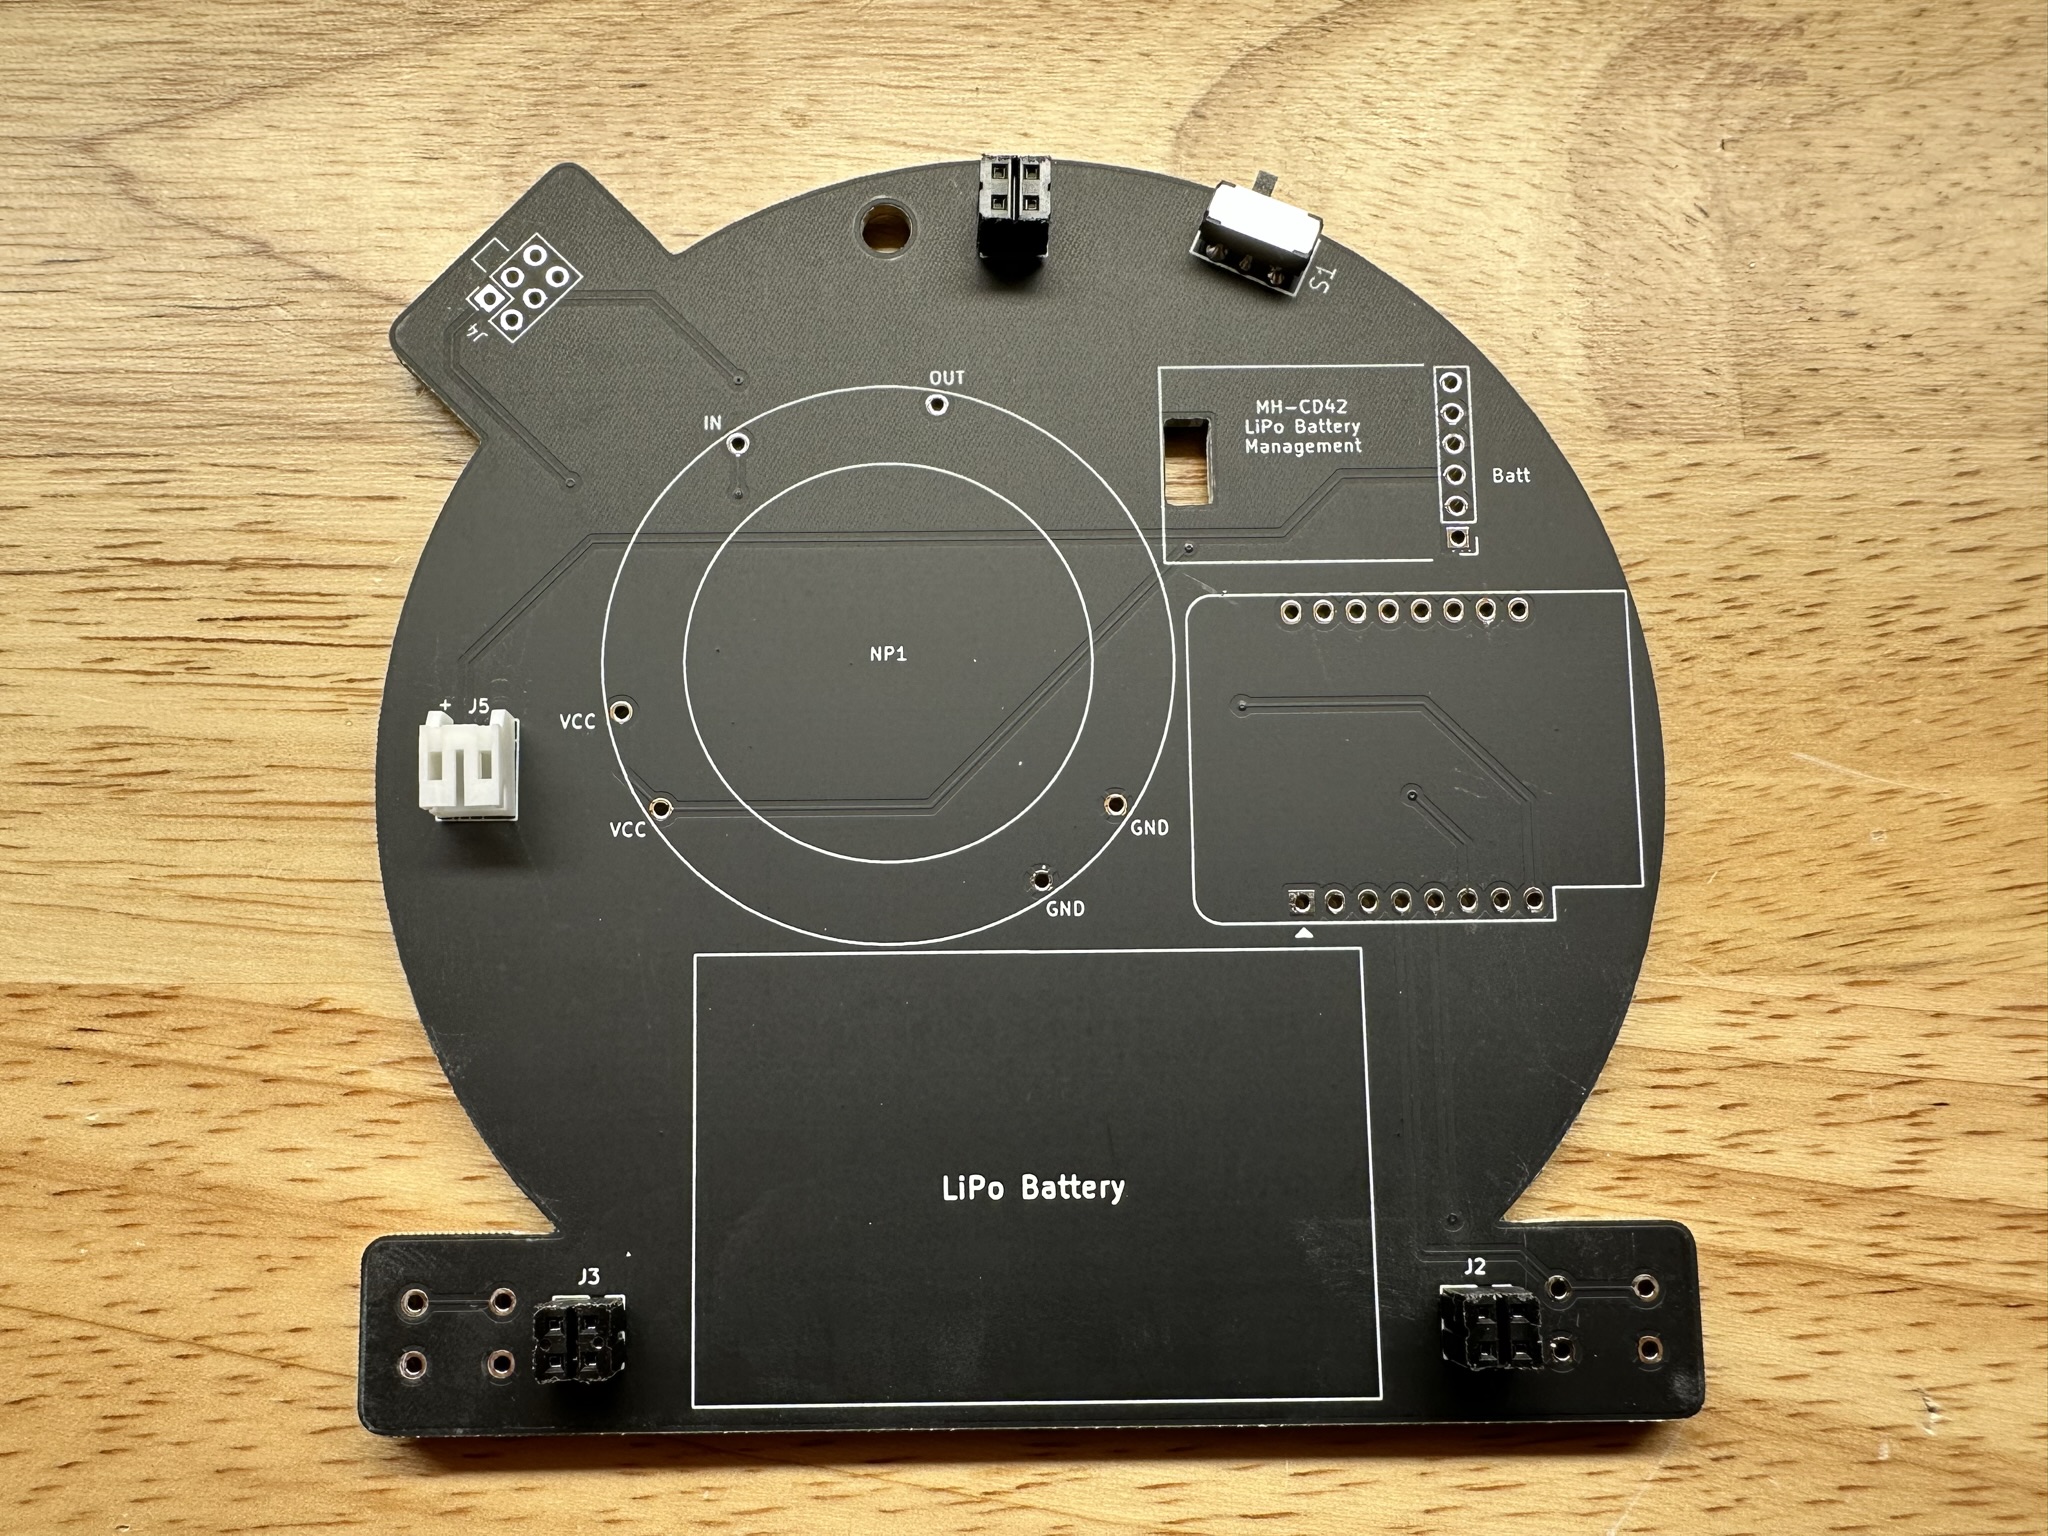 S1
J4
OUT
IN
MH-CD42
LiPo Battery
Management
Batt
NP1
+ J5
VCC
VCC
GND
GND
LiPo Battery
J3
J2